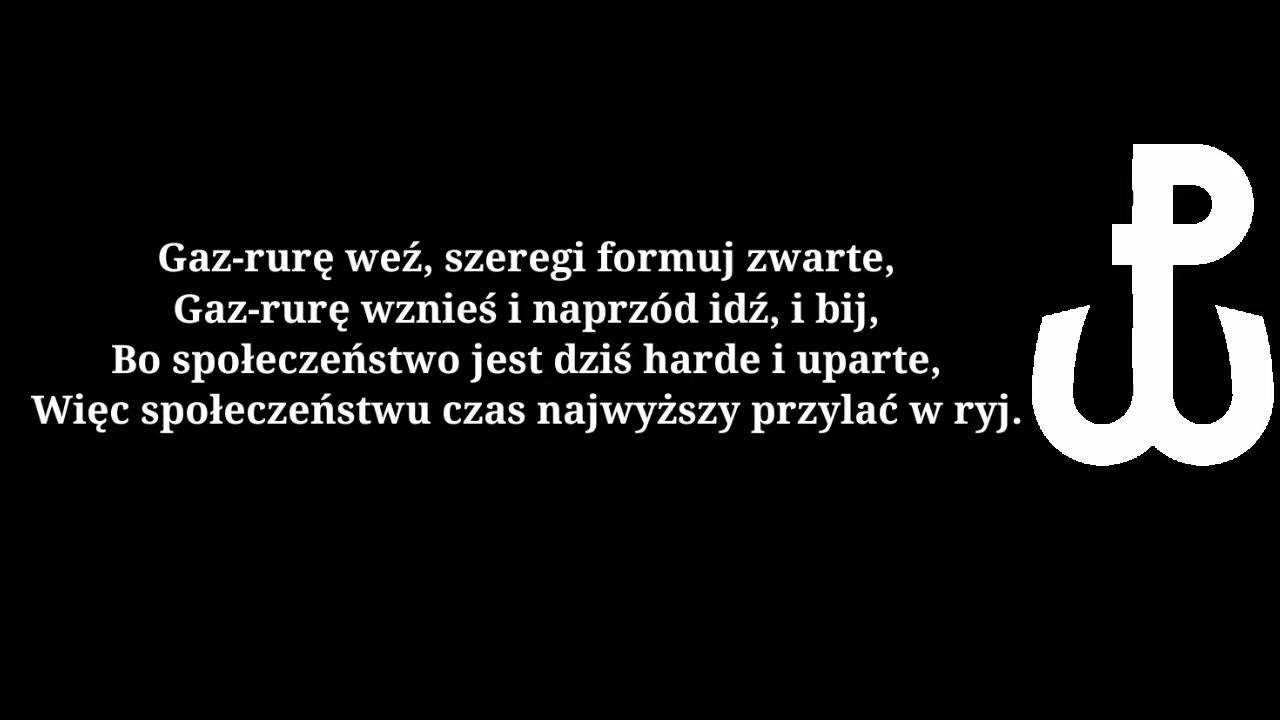 Gaz-rurę weź, szeregi formuj zwarte,
Gaz-rurę wznieś i naprzód idź, i bij,
Bo społeczeństwo jest dziś harde i uparte,
Więc społeczeństwu czas najwyższy przylać w ryj.